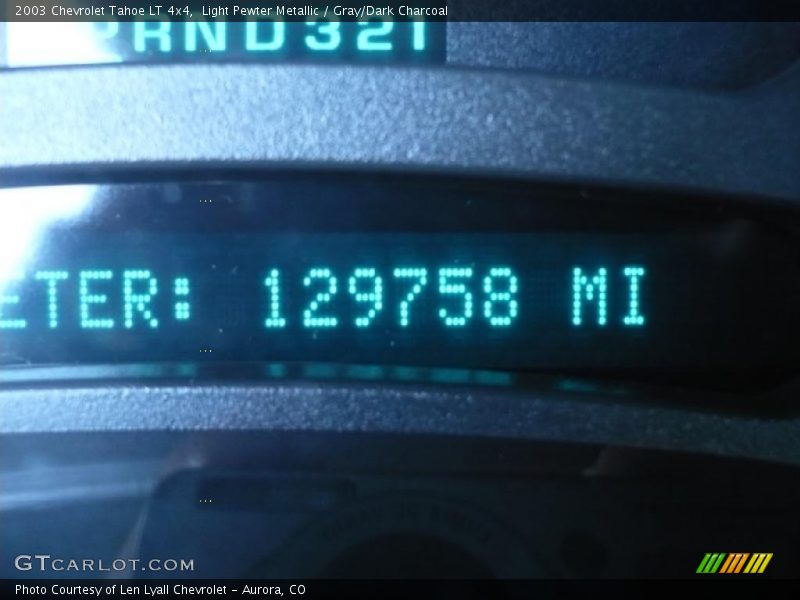 2003 Chevrolet Tahoe LT 4x4,  Light Pewter Metallic / Gray/Dark Charcoal
PRND321
ETER: 129758 MI
GTCARLOT.COM
Photo Courtesy of Len Lyall Chevrolet – Aurora, CO